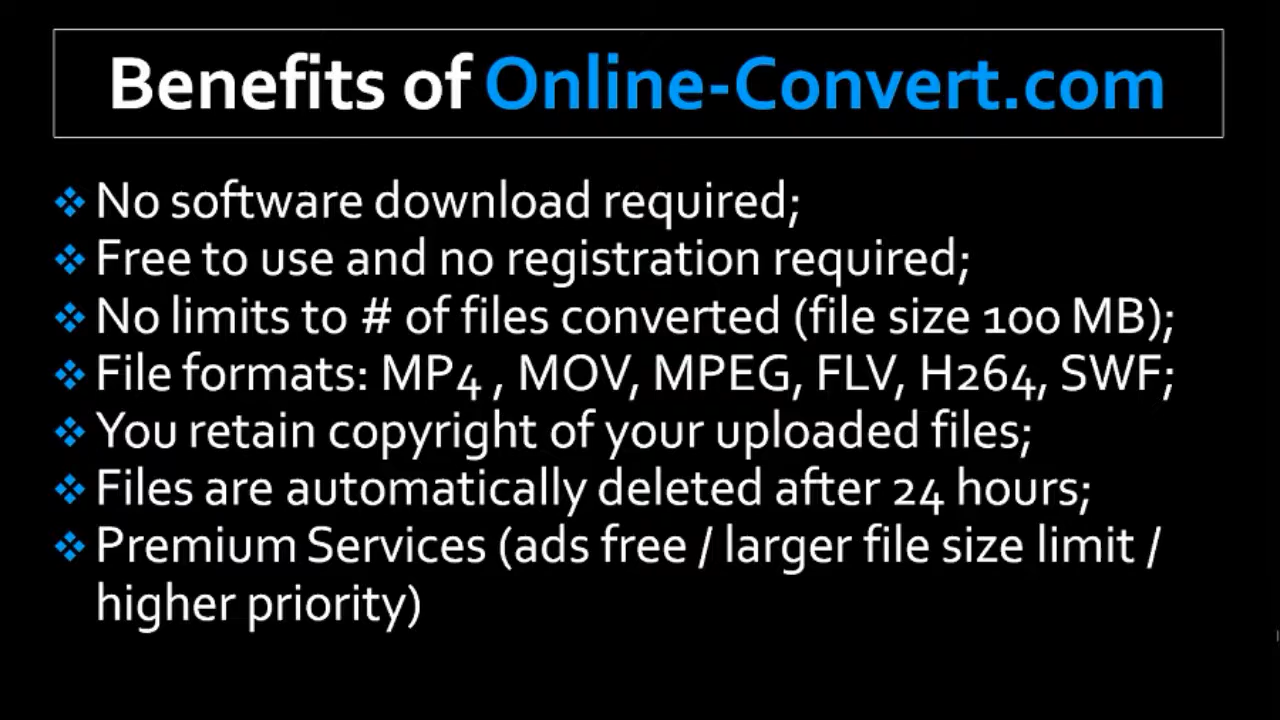 Benefits of Online-Convert.com
❖ No software download required;
❖ Free to use and no registration required;
❖ No limits to # of files converted (file size 100 MB);
❖ File formats: MP4 , MOV, MPEG, FLV, H264, SWF;
❖ You retain copyright of your uploaded files;
❖ Files are automatically deleted after 24 hours;
❖ Premium Services (ads free / larger file size limit /
higher priority)